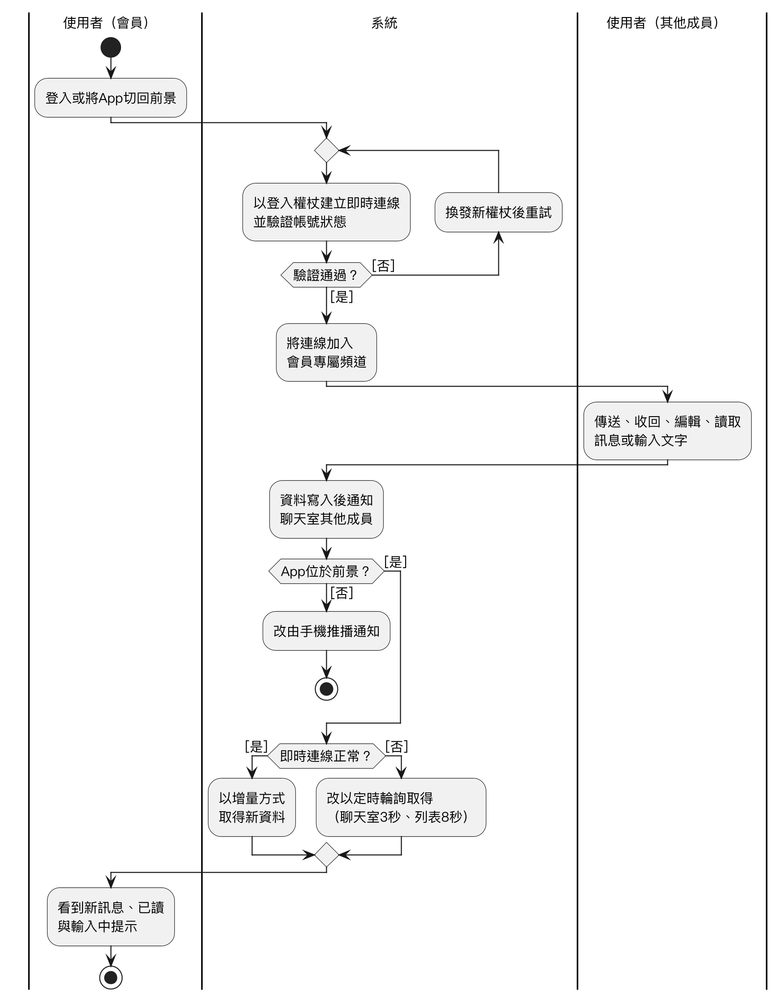 使用者（會員）
系統
使用者（其他成員）
登入或將App切回前景
以登入權杖建立即時連線
並驗證帳號狀態
換發新權杖後重試
驗證通過？
[否]
[是]
將連線加入
會員專屬頻道
傳送、收回、編輯、讀取
訊息或輸入文字
資料寫入後通知
聊天室其他成員
App位於前景？
[是]
[否]
改由手機推播通知
[是]
即時連線正常？
[否]
以增量方式
取得新資料
改以定時輪詢取得
（聊天室3秒、列表8秒）
看到新訊息、已讀
與輸入中提示